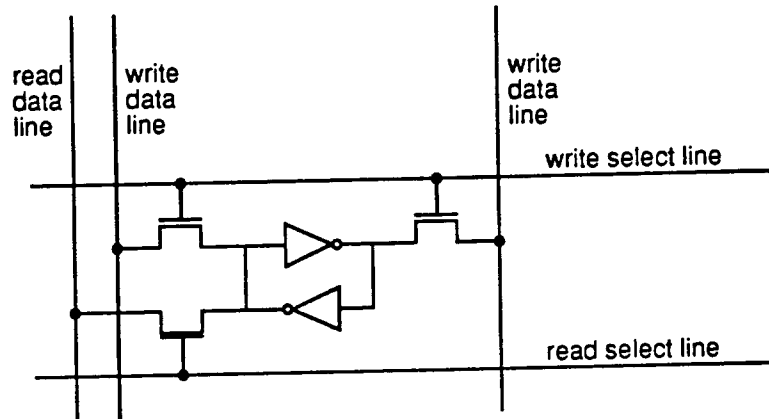 read
data
line
write
data
line
write
data
line
write select line
read select line